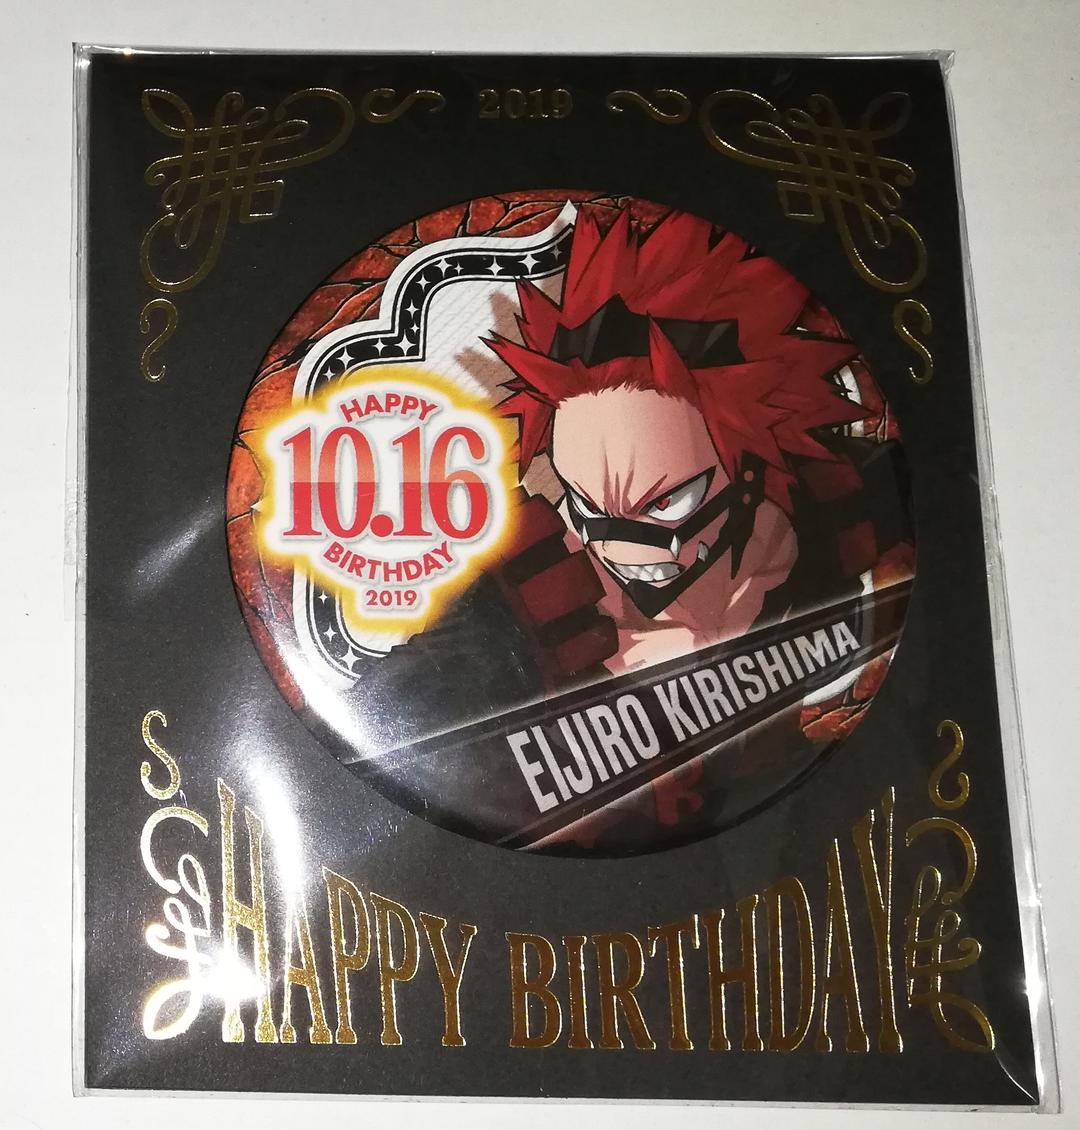 2019
HAPPY
10.16
BIRTHDAY
2019
EIJIRO KIRISHIMA
HAPPY BIRTHDAY